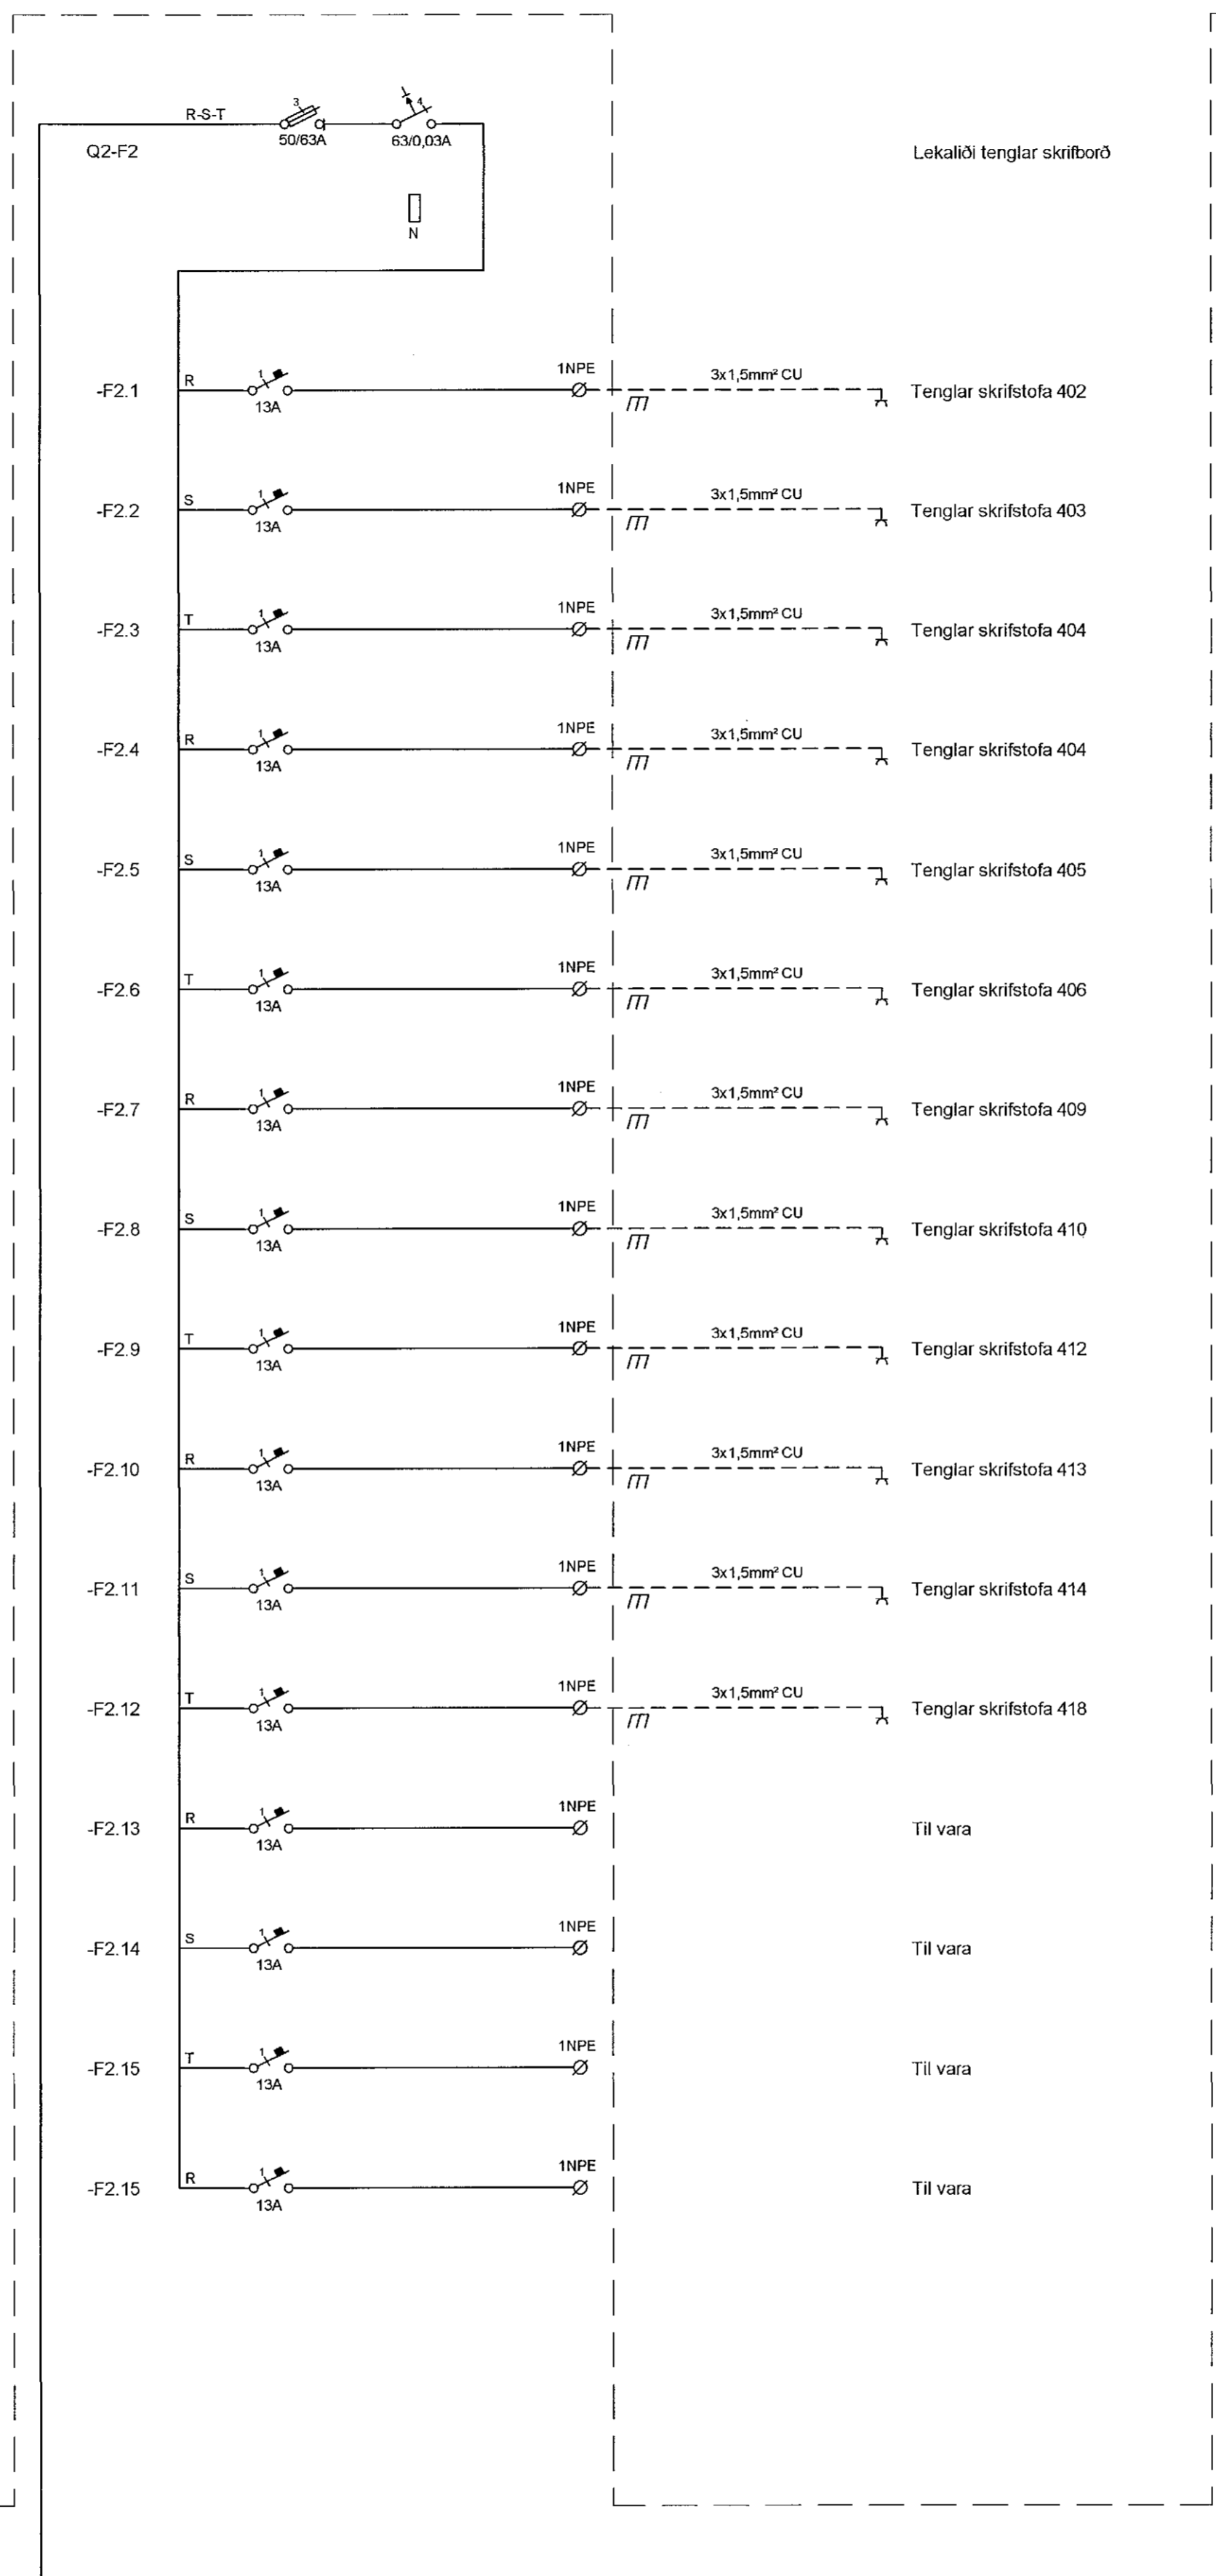 R-S-T
3
4
50/63A
63/0,03A
Q2-F2
Lekaliði tenglar skrifborð
N
-F2.1 R 1 13A 1NPE 3x1,5mm² CU Tenglar skrifstofa 402
-F2.2 S 1 13A 1NPE 3x1,5mm² CU Tenglar skrifstofa 403
-F2.3 T 1 13A 1NPE 3x1,5mm² CU Tenglar skrifstofa 404
-F2.4 R 1 13A 1NPE 3x1,5mm² CU Tenglar skrifstofa 404
-F2.5 S 1 13A 1NPE 3x1,5mm² CU Tenglar skrifstofa 405
-F2.6 T 1 13A 1NPE 3x1,5mm² CU Tenglar skrifstofa 406
-F2.7 R 1 13A 1NPE 3x1,5mm² CU Tenglar skrifstofa 409
-F2.8 S 1 13A 1NPE 3x1,5mm² CU Tenglar skrifstofa 410
-F2.9 T 1 13A 1NPE 3x1,5mm² CU Tenglar skrifstofa 412
-F2.10 R 1 13A 1NPE 3x1,5mm² CU Tenglar skrifstofa 413
-F2.11 S 1 13A 1NPE 3x1,5mm² CU Tenglar skrifstofa 414
-F2.12 T 1 13A 1NPE 3x1,5mm² CU Tenglar skrifstofa 418
-F2.13 R 1 13A 1NPE Til vara
-F2.14 S 1 13A 1NPE Til vara
-F2.15 T 1 13A 1NPE Til vara
-F2.15 R 1 13A 1NPE Til vara